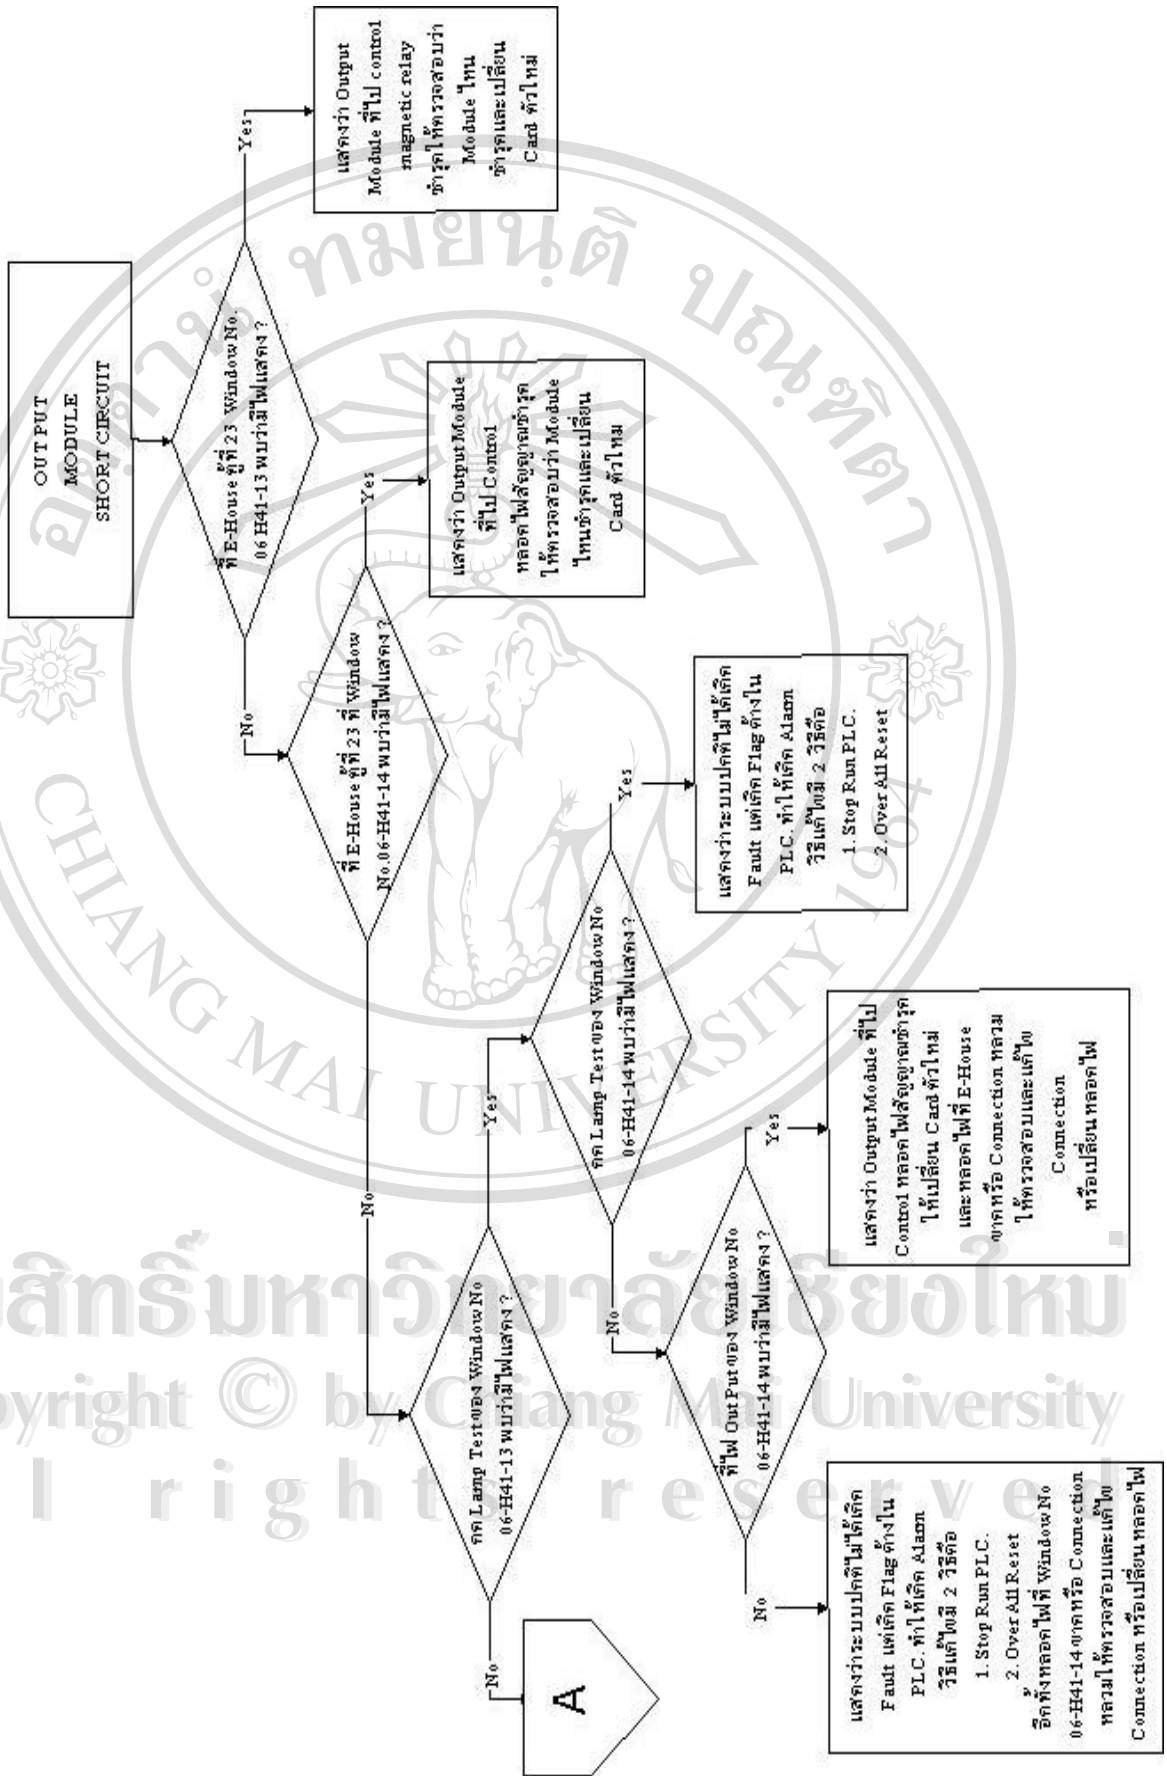 OUTPUT
MODULE
SHORT CIRCUIT
ที่ E-House ตู้ที่ 23 Window No.
06 H41-13 พบว่ามีไฟแสดง ?
Yes
แสดงว่า Output
Module ที่ไป control
magnetic relay
ชำรุดให้ตรวจสอบว่า
Module ไหน
ชำรุดและเปลี่ยน
Card ตัวใหม่
No
ที่ E-House ตู้ที่ 23 ที่ Window
No.06-H41-14 พบว่ามีไฟแสดง ?
Yes
แสดงว่า Output Module
ที่ไป Control
หลอดไฟสัญญาณชำรุด
ให้ตรวจสอบว่า Module
ไหนชำรุดและเปลี่ยน
Card ตัวใหม่
No
กด Lamp Test ของ Window No
06-H41-13 พบว่ามีไฟแสดง ?
Yes
กด Lamp Test ของ Window No
06-H41-14 พบว่ามีไฟแสดง ?
Yes
แสดงว่าระบบปกติไม่ได้เกิด
Fault แต่เกิด Flag ค้างใน
PLC. ทำให้เกิด Alarm
วิธีแก้ไขมี 2 วิธีคือ
1. Stop Run PLC.
2. Over All Reset
No
ที่ไฟ Out Put ของ Window No
06-H41-14 พบว่ามีไฟแสดง ?
Yes
แสดงว่า Output Module ที่ไป
Control หลอดไฟสัญญาณชำรุด
ให้เปลี่ยน Card ตัวใหม่
และหลอดไฟที่ E-House
ขาดหรือ Connection หลวม
ให้ตรวจสอบและแก้ไข
Connection
หรือเปลี่ยนหลอดไฟ
No
แสดงว่าระบบปกติไม่ได้เกิด
Fault แต่เกิด Flag ค้างใน
PLC. ทำให้เกิด Alarm
วิธีแก้ไขมี 2 วิธีคือ
1. Stop Run PLC.
2. Over All Reset
อีกทั้งหลอดไฟที่ Window No
06-H41-14 ขาดหรือ Connection
หลวมให้ตรวจสอบและแก้ไข
Connection หรือเปลี่ยนหลอดไฟ
No
A
CHIANG MAI UNIVERSITY 1964
สิทธิ์มหาวิทยาลัยเชียงใหม่
pyright © by Chiang Mai University
l rights reserved